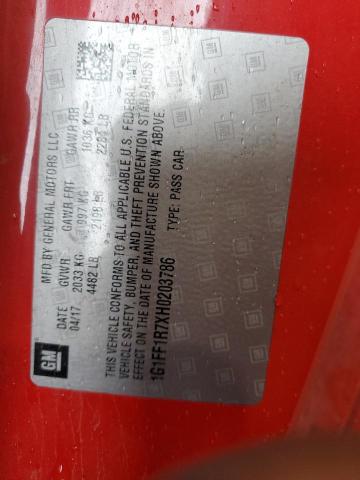 MFD BY GENERAL MOTORS LLC
DATE GVWR GAWR FRT GAWR RR
04/17 2033 KG 997 KG 1036 KG
4482 LB 2198 LB 2284 LB
THIS VEHICLE CONFORMS TO ALL APPLICABLE U.S. FEDERAL MOTOR
VEHICLE SAFETY, BUMPER, AND THEFT PREVENTION STANDARDS IN
EFFECT ON THE DATE OF MANUFACTURE SHOWN ABOVE.
1G1FF1R7XH0203786 TYPE: PASS CAR
GM